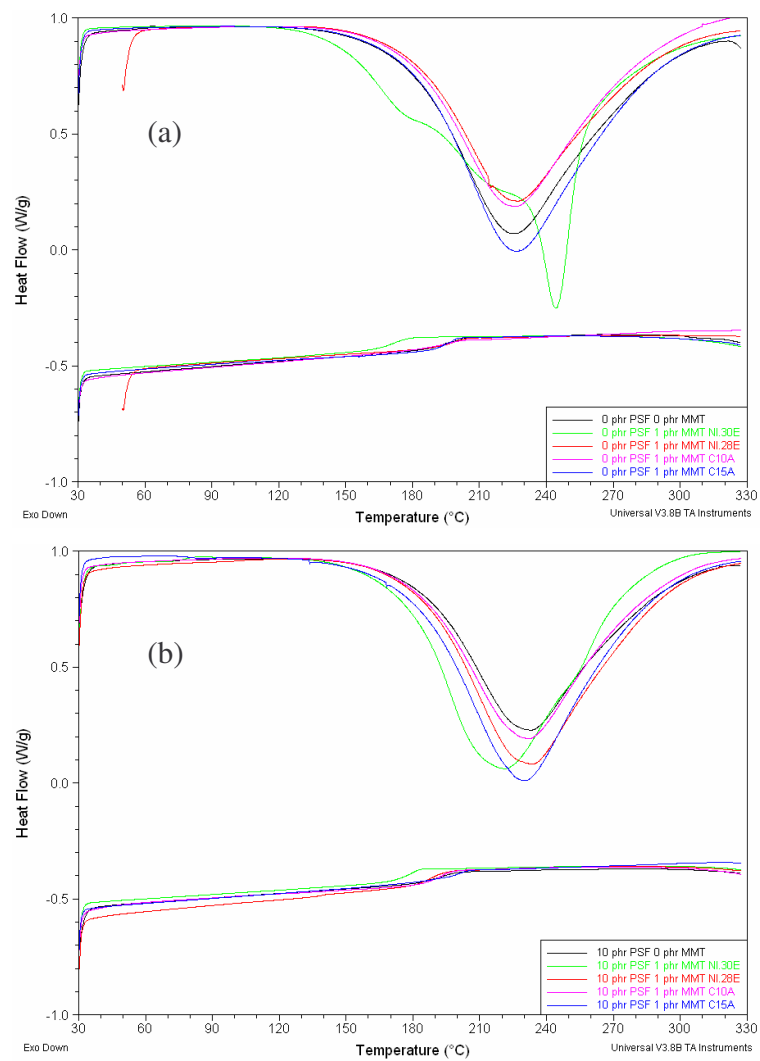 1.0
0.5
0.0
-0.5
-1.0
Heat Flow (W/g)
(a)
0 phr PSF 0 phr MMT
0 phr PSF 1 phr MMT NI.30E
0 phr PSF 1 phr MMT NI.28E
0 phr PSF 1 phr MMT C10A
0 phr PSF 1 phr MMT C15A
30 60 90 120 150 180 210 240 270 300 330
Exo Down
Temperature (°C)
Universal V3.8B TA Instruments
1.0
0.5
0.0
-0.5
-1.0
Heat Flow (W/g)
(b)
10 phr PSF 0 phr MMT
10 phr PSF 1 phr MMT NI.30E
10 phr PSF 1 phr MMT NI.28E
10 phr PSF 1 phr MMT C10A
10 phr PSF 1 phr MMT C15A
30 60 90 120 150 180 210 240 270 300 330
Exo Down
Temperature (°C)
Universal V3.8B TA Instruments